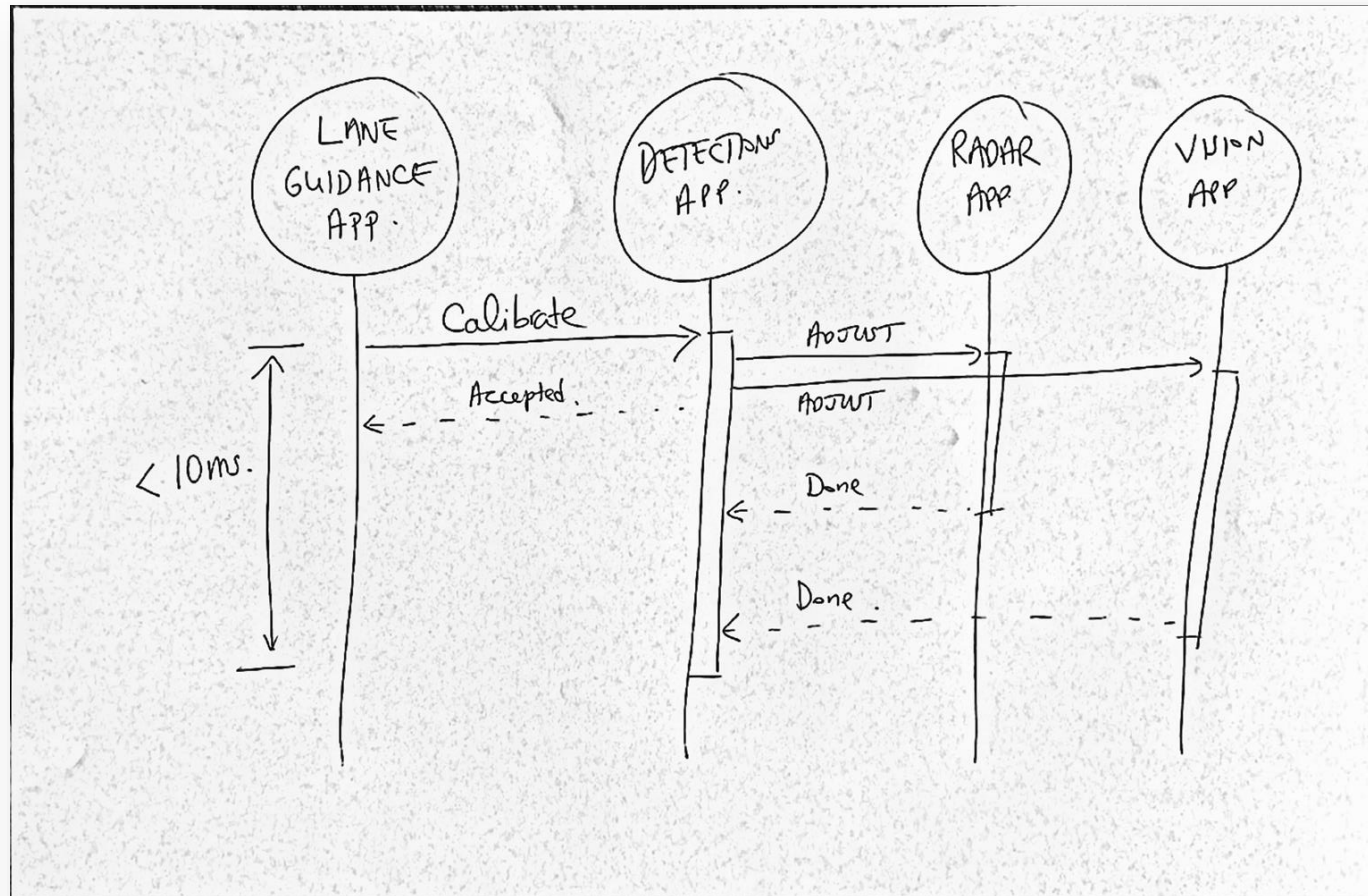 LANE
GUIDANCE
APP.
DETECTIONS
APP.
RADAR
APP.
VISION
APP
Calibrate
ADJUST
Accepted.
ADJUST
< 10ms.
Done
Done.